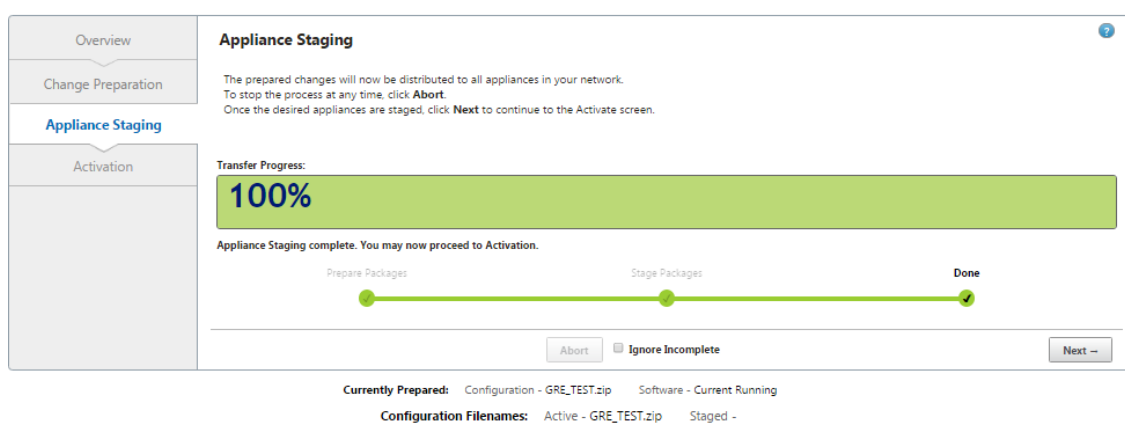 Overview
Change Preparation
Appliance Staging
Activation
Appliance Staging
?
The prepared changes will now be distributed to all appliances in your network.
To stop the process at any time, click Abort.
Once the desired appliances are staged, click Next to continue to the Activate screen.
Transfer Progress:
100%
Appliance Staging complete. You may now proceed to Activation.
Prepare Packages Stage Packages Done
Abort Ignore Incomplete Next →
Currently Prepared: Configuration - GRE_TEST.zip Software - Current Running
Configuration Filenames: Active - GRE_TEST.zip Staged -